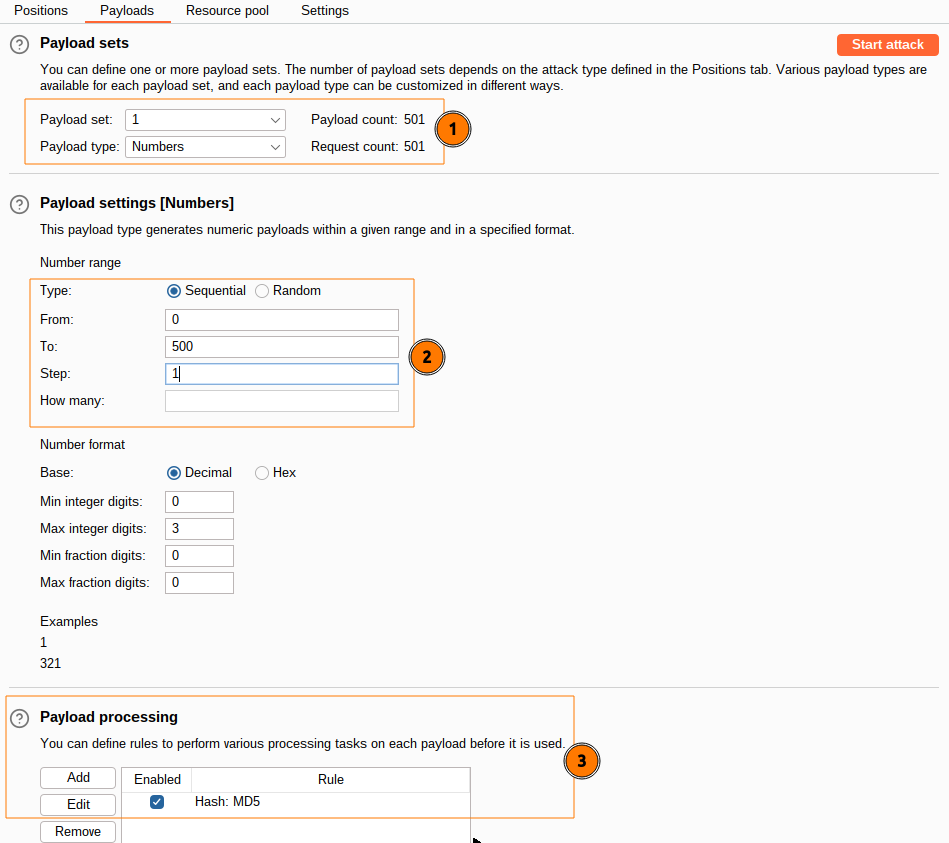 Positions Payloads Resource pool Settings
? Payload sets Start attack
You can define one or more payload sets. The number of payload sets depends on the attack type defined in the Positions tab. Various payload types are
available for each payload set, and each payload type can be customized in different ways.
Payload set: 1 Payload count: 501
1
Payload type: Numbers Request count: 501
? Payload settings [Numbers]
This payload type generates numeric payloads within a given range and in a specified format.
Number range
Type: Sequential Random
From: 0
To: 500
2
Step: 1
How many:
Number format
Base: Decimal Hex
Min integer digits: 0
Max integer digits: 3
Min fraction digits: 0
Max fraction digits: 0
Examples
1
321
? Payload processing
You can define rules to perform various processing tasks on each payload before it is used.
3
Add Enabled Rule
Edit Hash: MD5
Remove